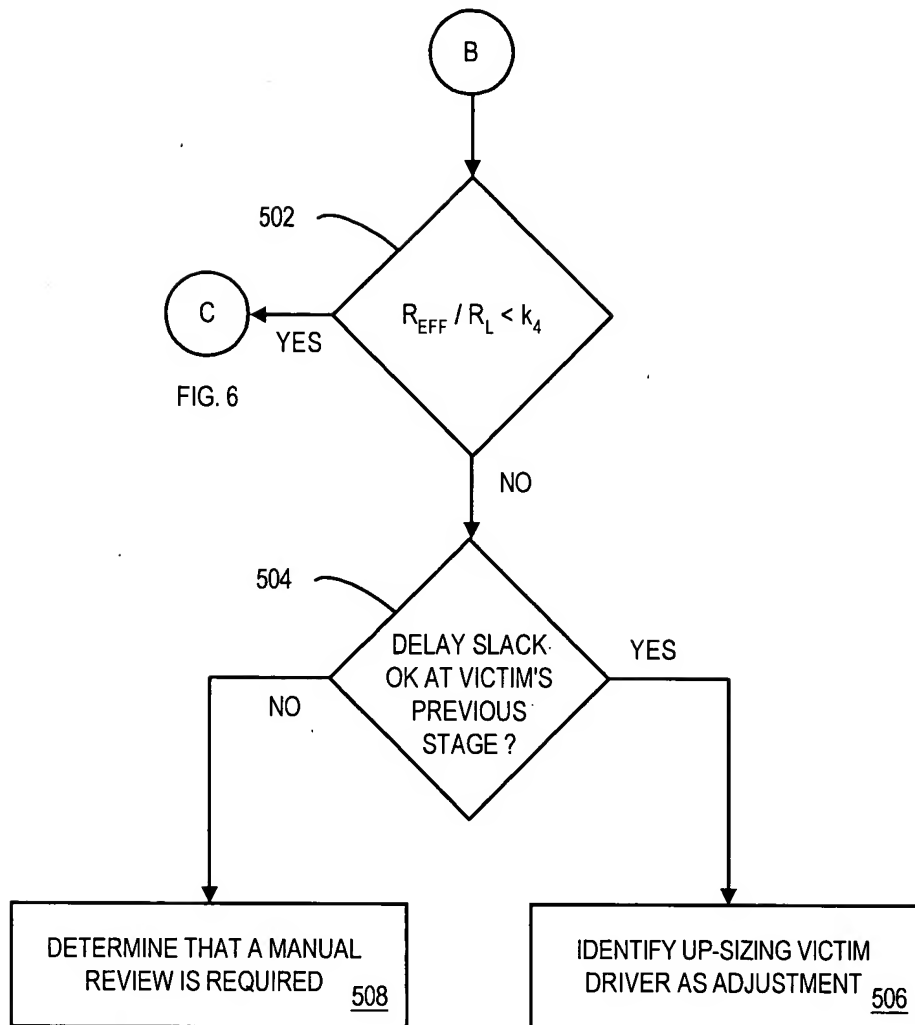 B
502
R_EFF / R_L < k_4
C
YES
FIG. 6
NO
504
DELAY SLACK
OK AT VICTIM'S
PREVIOUS
STAGE ?
YES
NO
DETERMINE THAT A MANUAL
REVIEW IS REQUIRED
508
IDENTIFY UP-SIZING VICTIM
DRIVER AS ADJUSTMENT
506